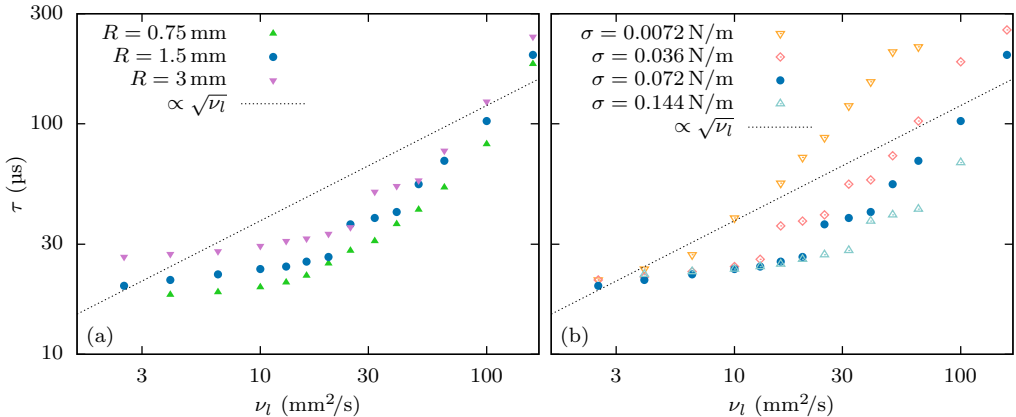 300
100
30
10
τ (µs)
R = 0.75 mm
R = 1.5 mm
R = 3 mm
∝ √ν_l
(a)
3
10
30
100
ν_l (mm²/s)
σ = 0.0072 N/m
σ = 0.036 N/m
σ = 0.072 N/m
σ = 0.144 N/m
∝ √ν_l
(b)
3
10
30
100
ν_l (mm²/s)